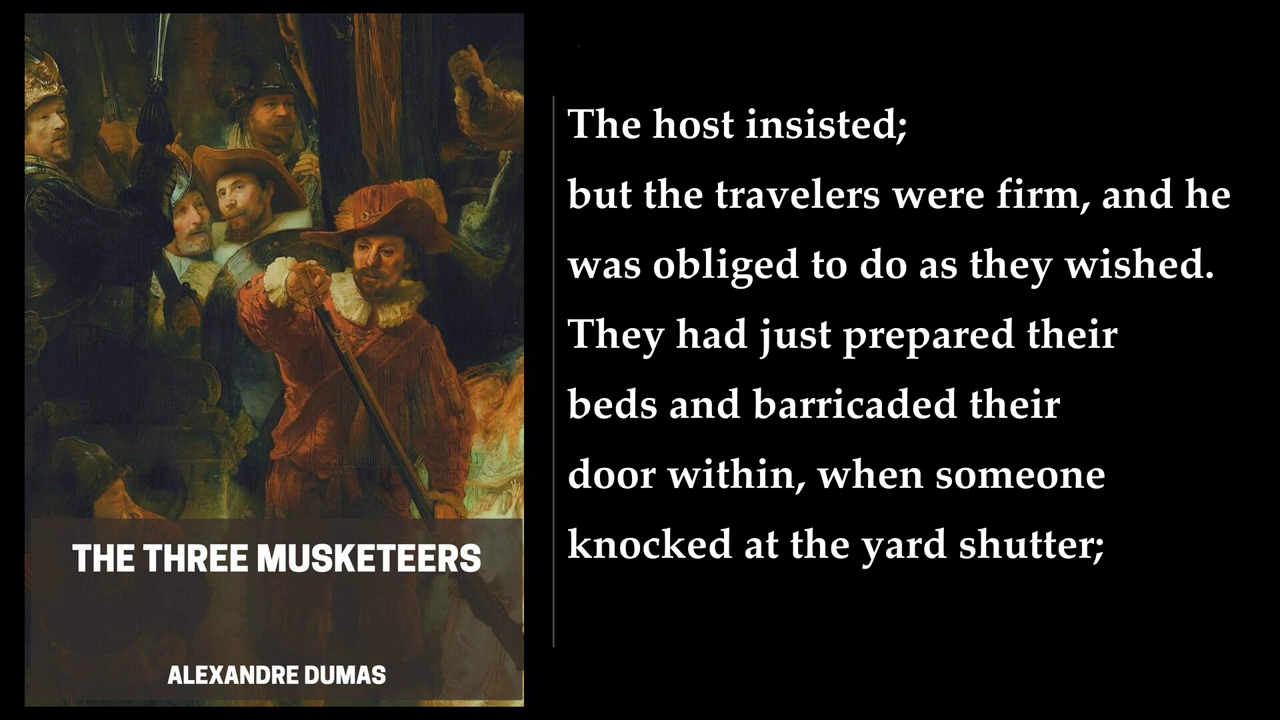 The host insisted;
but the travelers were firm, and he
was obliged to do as they wished.
They had just prepared their
beds and barricaded their
door within, when someone
knocked at the yard shutter;
THE THREE MUSKETEERS
ALEXANDRE DUMAS